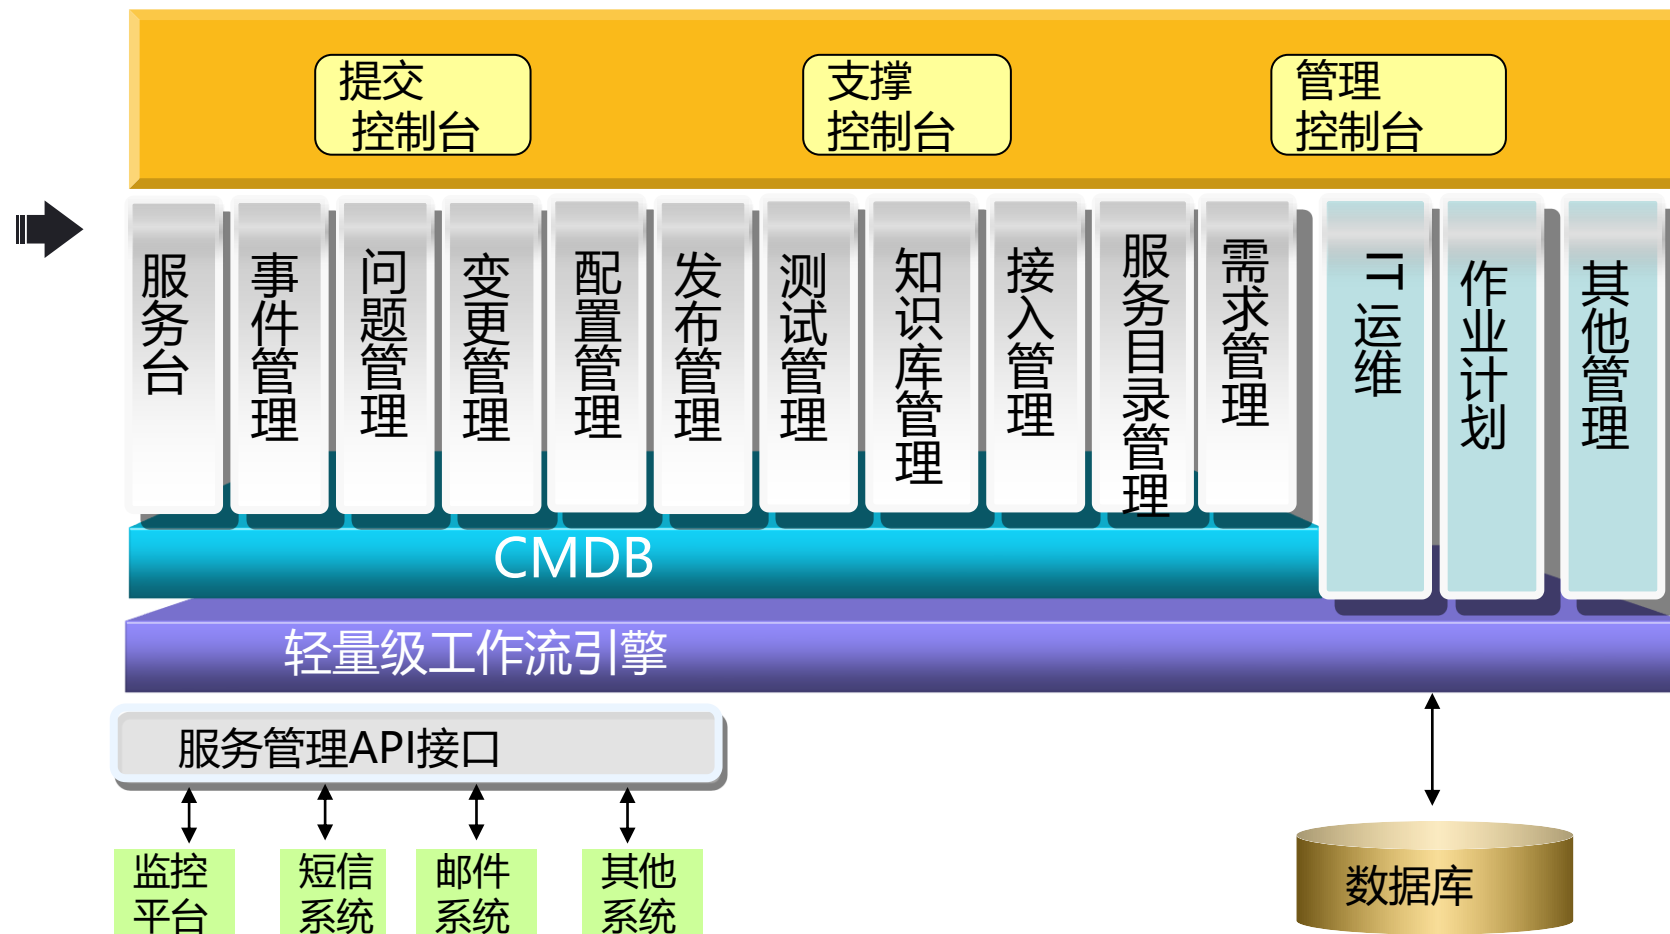 提交
控制台
支撑
控制台
管理
控制台
服务台
事件管理
问题管理
变更管理
配置管理
发布管理
测试管理
知识库管理
接入管理
服务目录管理
需求管理
IT运维
作业计划
其他管理
CMDB
轻量级工作流引擎
服务管理API接口
监控
平台
短信
系统
邮件
系统
其他
系统
数据库